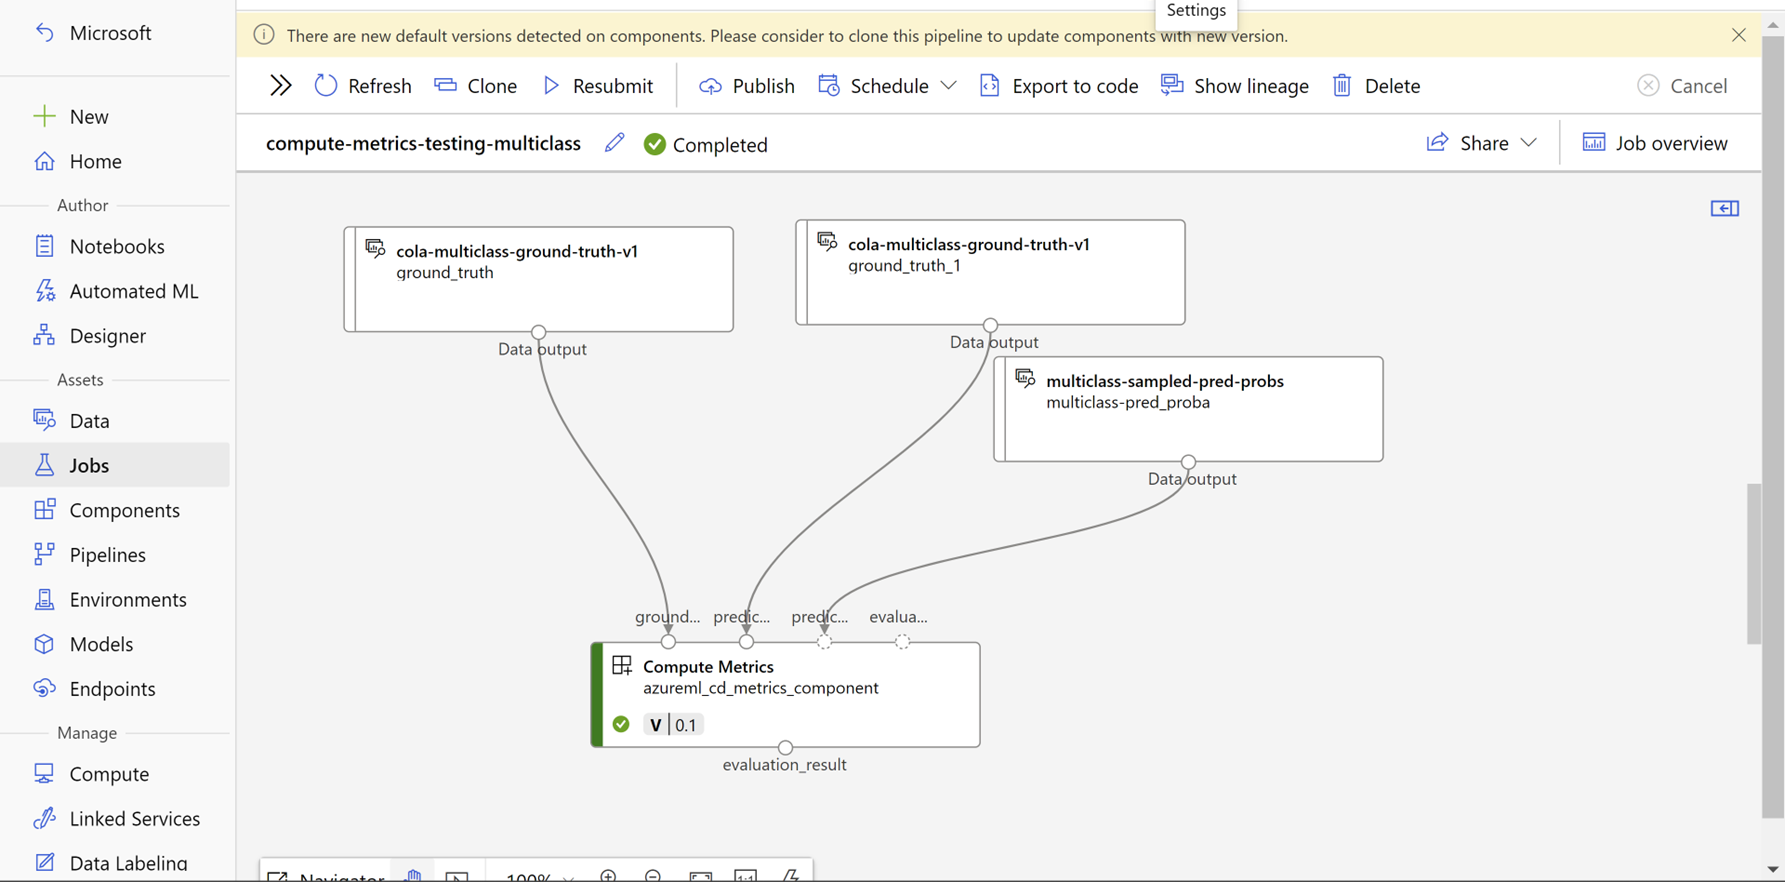 Settings
Microsoft
There are new default versions detected on components. Please consider to clone this pipeline to update components with new version.
Refresh Clone Resubmit Publish Schedule Export to code Show lineage Delete Cancel
New
compute-metrics-testing-multiclass Completed Share Job overview
Home
Author
Notebooks
Automated ML
Designer
Assets
Data
Jobs
Components
Pipelines
Environments
Models
Endpoints
Manage
Compute
Linked Services
Data Labeling
cola-multiclass-ground-truth-v1
ground_truth
Data output
cola-multiclass-ground-truth-v1
ground_truth_1
Data output
multiclass-sampled-pred-probs
multiclass-pred_proba
Data output
ground... predic... predic... evalua...
Compute Metrics
azureml_cd_metrics_component
V 0.1
evaluation_result
Navigator 100% 1:1